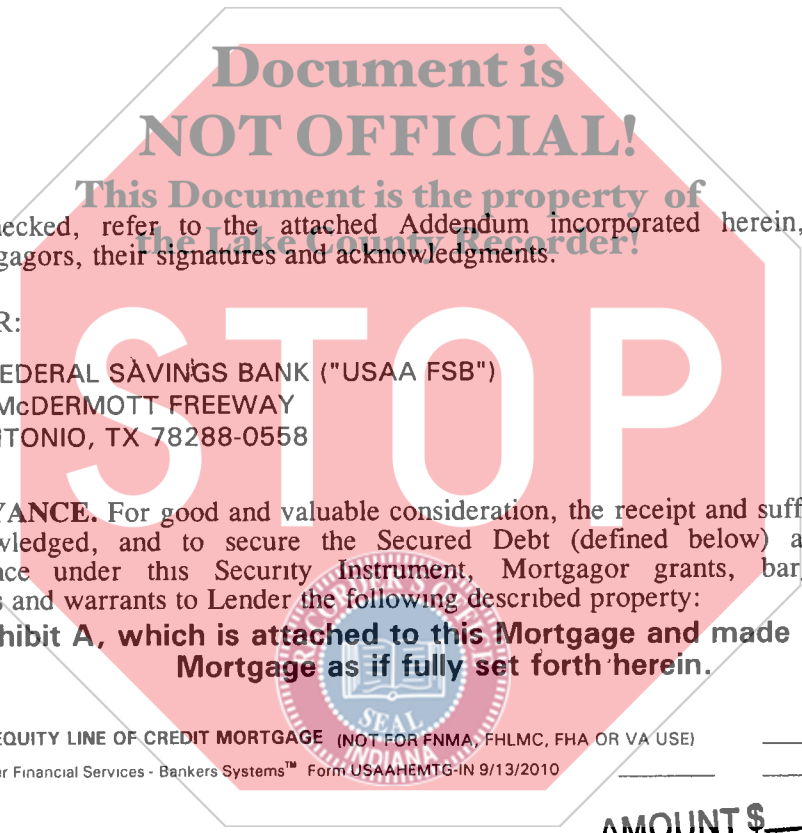 Document is
NOT OFFICIAL!
This Document is the property of
the Lake County Recorder!
ecked, refer to the attached Addendum incorporated herein,
gagors, their signatures and acknowledgments.
R:
EDERAL SAVINGS BANK ("USAA FSB")
McDERMOTT FREEWAY
TONIO, TX 78288-0558
STOP
YANCE. For good and valuable consideration, the receipt and suff
wledged, and to secure the Secured Debt (defined below) a
nce under this Security Instrument, Mortgagor grants, bar,
s and warrants to Lender the following described property:
hibit A, which is attached to this Mortgage and made
Mortgage as if fully set forth herein.
SEAL
INDIANA
EQUITY LINE OF CREDIT MORTGAGE (NOT FOR FNMA, FHLMC, FHA OR VA USE)
er Financial Services - Bankers Systems™ Form USAAHEMTG-IN 9/13/2010
AMOUNT $